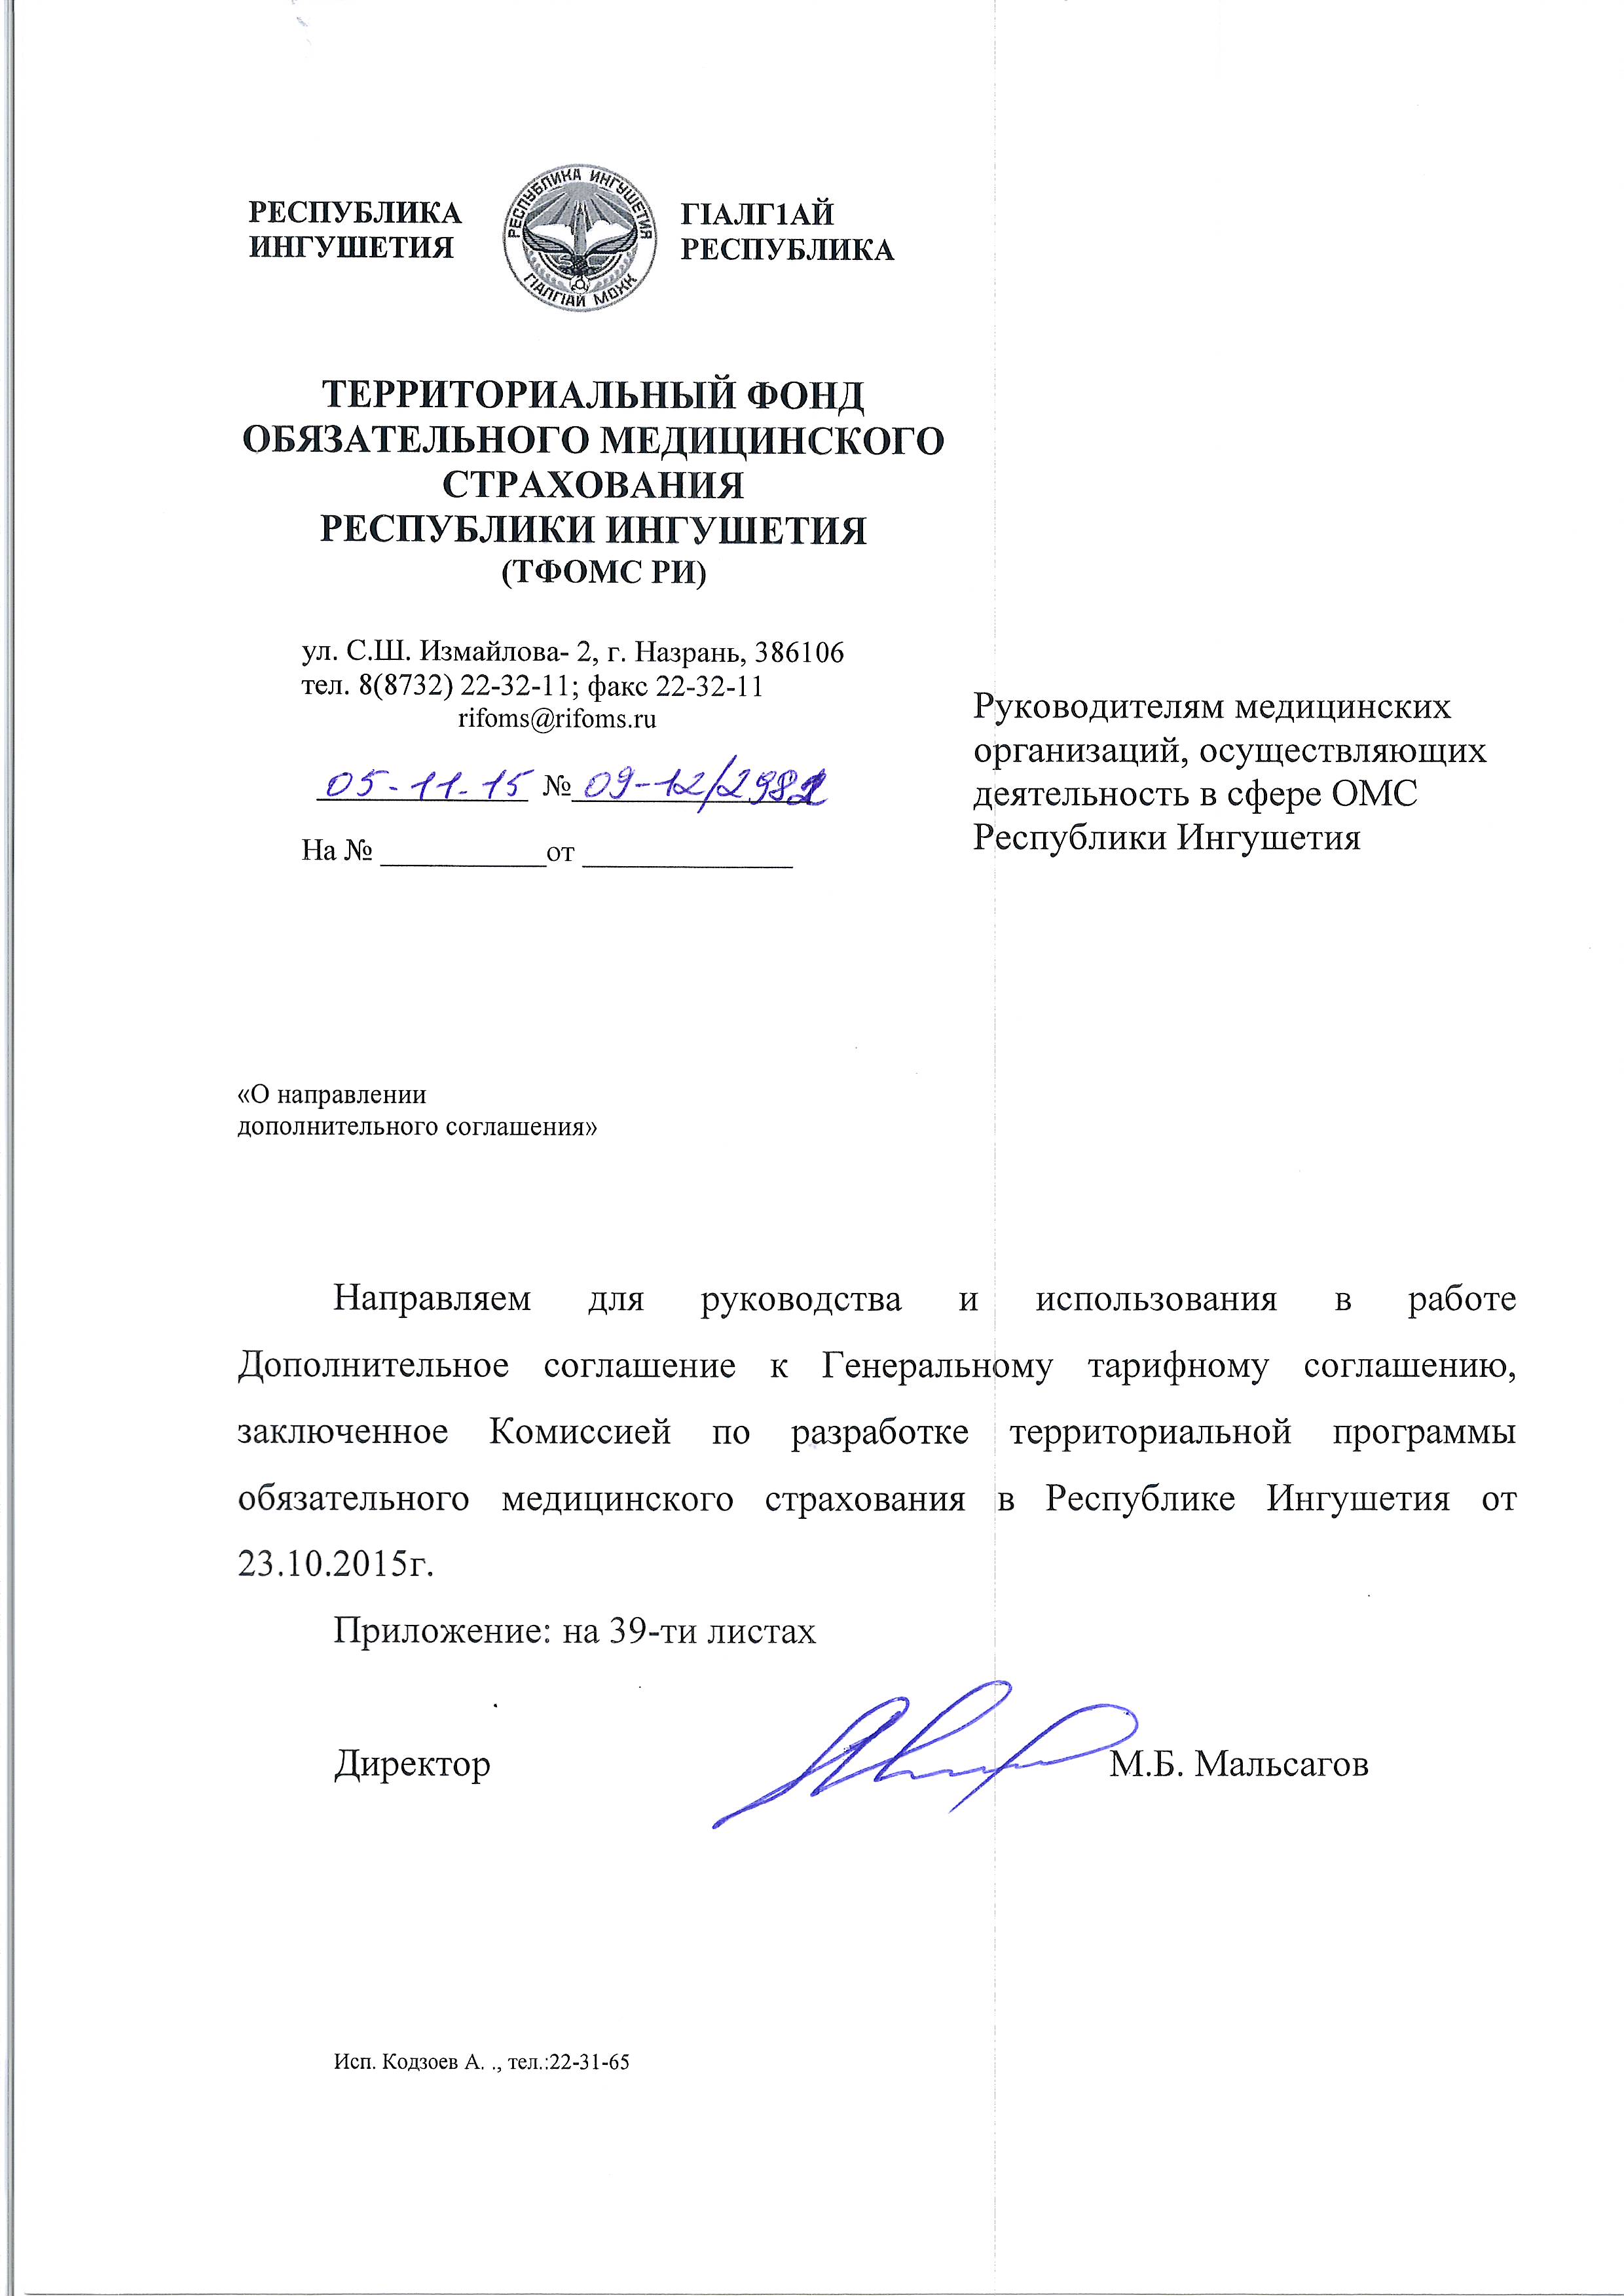 РЕСПУБЛИКА
ИНГУШЕТИЯ
РЕСПУБЛИКА ИНГУШЕТИЯ
ГІАЛГІАЙ МОХК
ГІАЛГ1АЙ
РЕСПУБЛИКА
ТЕРРИТОРИАЛЬНЫЙ ФОНД
ОБЯЗАТЕЛЬНОГО МЕДИЦИНСКОГО
СТРАХОВАНИЯ
РЕСПУБЛИКИ ИНГУШЕТИЯ
(ТФОМС РИ)
ул. С.Ш. Измайлова- 2, г. Назрань, 386106
тел. 8(8732) 22-32-11; факс 22-32-11
rifoms@rifoms.ru
05-11-15 № 09-12/2982
На № ____________от _______________
Руководителям медицинских
организаций, осуществляющих
деятельность в сфере ОМС
Республики Ингушетия
«О направлении
дополнительного соглашения»
Направляем для руководства и использования в работе
Дополнительное соглашение к Генеральному тарифному соглашению,
заключенное Комиссией по разработке территориальной программы
обязательного медицинского страхования в Республике Ингушетия от
23.10.2015г.
Приложение: на 39-ти листах
Директор М.Б. Мальсагов
Исп. Кодзоев А. ., тел.:22-31-65